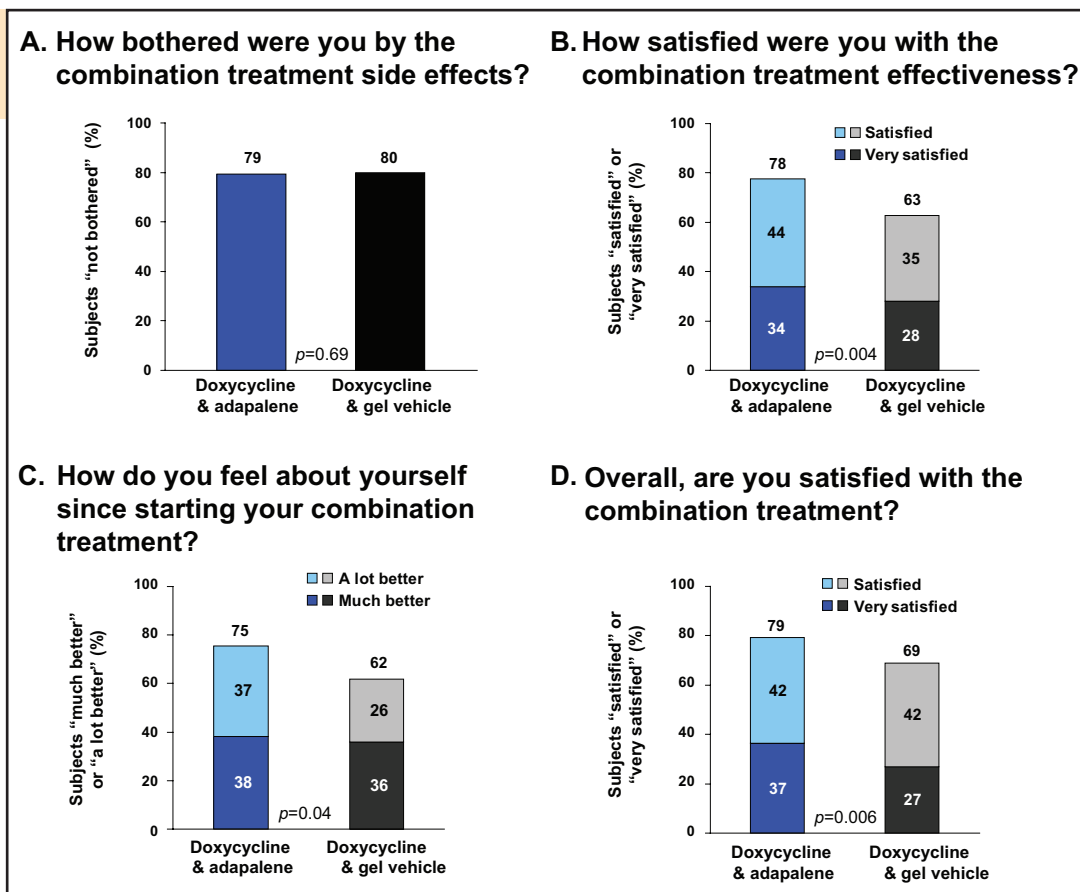 A. How bothered were you by the
combination treatment side effects?
Subjects “not bothered” (%)
100
80
60
40
20
0
79
80
p=0.69
Doxycycline
& adapalene
Doxycycline
& gel vehicle
B. How satisfied were you with the
combination treatment effectiveness?
Subjects “satisfied” or
“very satisfied” (%)
100
80
60
40
20
0
Satisfied
Very satisfied
78
44
34
63
35
28
p=0.004
Doxycycline
& adapalene
Doxycycline
& gel vehicle
C. How do you feel about yourself
since starting your combination
treatment?
Subjects “much better”
or “a lot better” (%)
100
80
60
40
20
0
A lot better
Much better
75
37
38
62
26
36
p=0.04
Doxycycline
& adapalene
Doxycycline
& gel vehicle
D. Overall, are you satisfied with the
combination treatment?
Subjects “satisfied” or
“very satisfied” (%)
100
80
60
40
20
0
Satisfied
Very satisfied
79
42
37
69
42
27
p=0.006
Doxycycline
& adapalene
Doxycycline
& gel vehicle